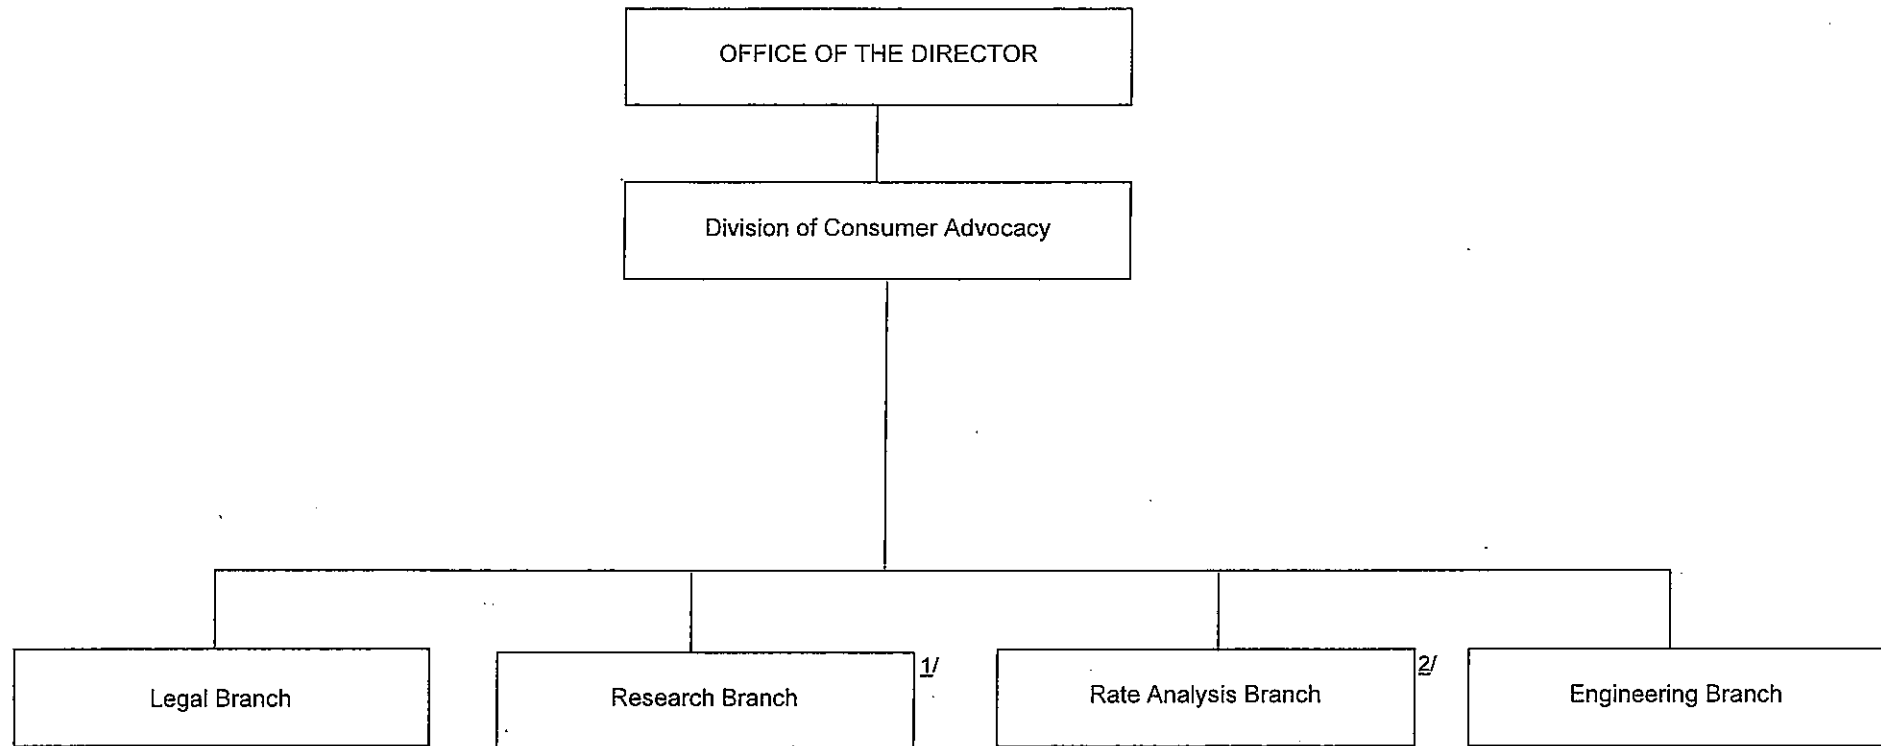 OFFICE OF THE DIRECTOR
Division of Consumer Advocacy
Legal Branch
Research Branch
1/
Rate Analysis Branch
2/
Engineering Branch